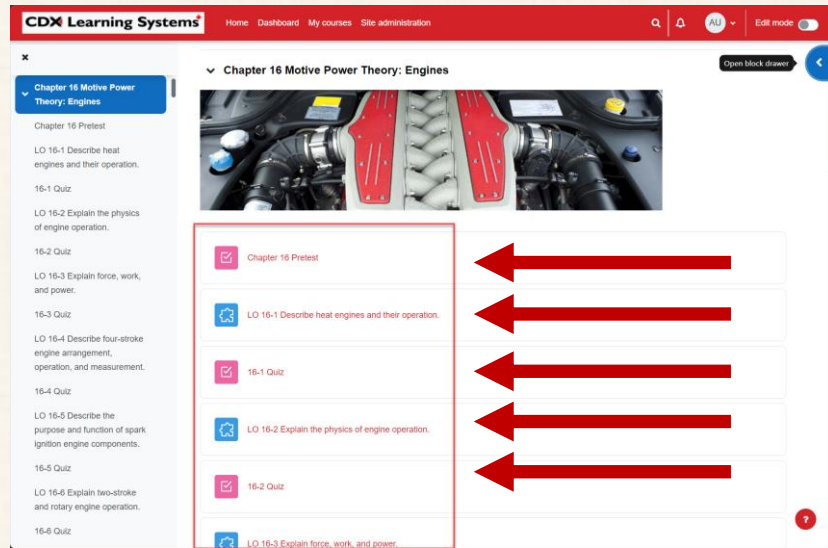 CDX Learning Systems
Home Dashboard My courses Site administration
AU
Edit mode
Open block drawer
Chapter 16 Motive Power
Theory: Engines
Chapter 16 Pretest
LO 16-1 Describe heat
engines and their operation.
16-1 Quiz
LO 16-2 Explain the physics
of engine operation.
16-2 Quiz
LO 16-3 Explain force, work,
and power.
16-3 Quiz
LO 16-4 Describe four-stroke
engine arrangement,
operation, and measurement.
16-4 Quiz
LO 16-5 Describe the
purpose and function of spark
ignition engine components.
16-5 Quiz
LO 16-6 Explain two-stroke
and rotary engine operation.
16-6 Quiz
Chapter 16 Motive Power Theory: Engines
Chapter 16 Pretest
LO 16-1 Describe heat engines and their operation.
16-1 Quiz
LO 16-2 Explain the physics of engine operation.
16-2 Quiz
LO 16-3 Explain force, work, and power.
?